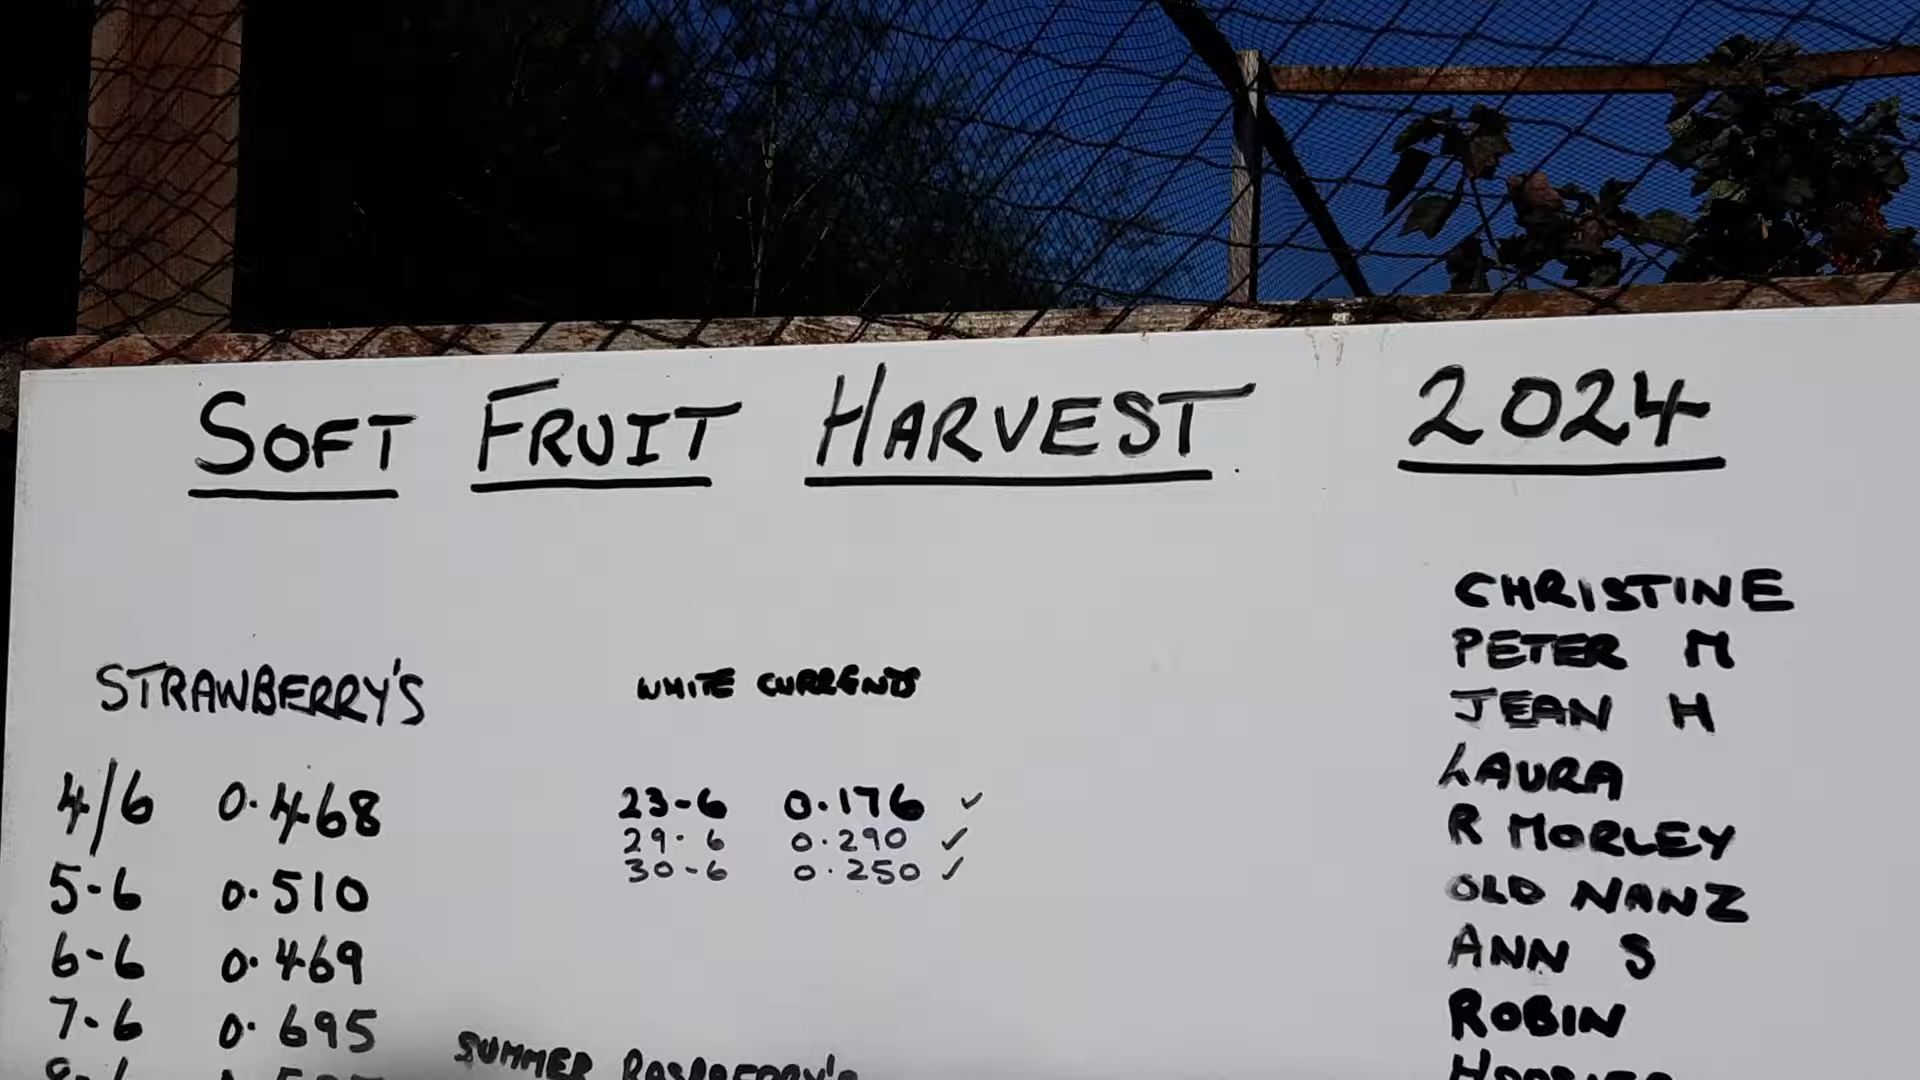 SOFT FRUIT HARVEST 2024
STRAWBERRY'S
4/6 0.468
5-6 0.510
6-6 0.469
7-6 0.695
WHITE CURRENTS
23-6 0.176 ✓
29-6 0.290 ✓
30-6 0.250 ✓
SUMMER
CHRISTINE
PETER M
JEAN H
LAURA
R MORLEY
OLD NANZ
ANN S
ROBIN